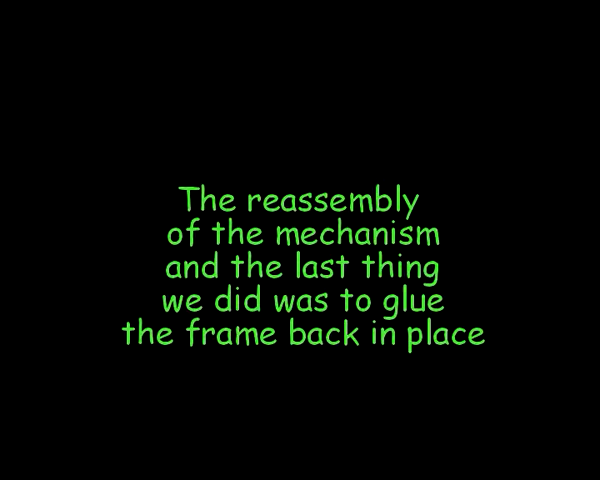 The reassembly
of the mechanism
and the last thing
we did was to glue
the frame back in place